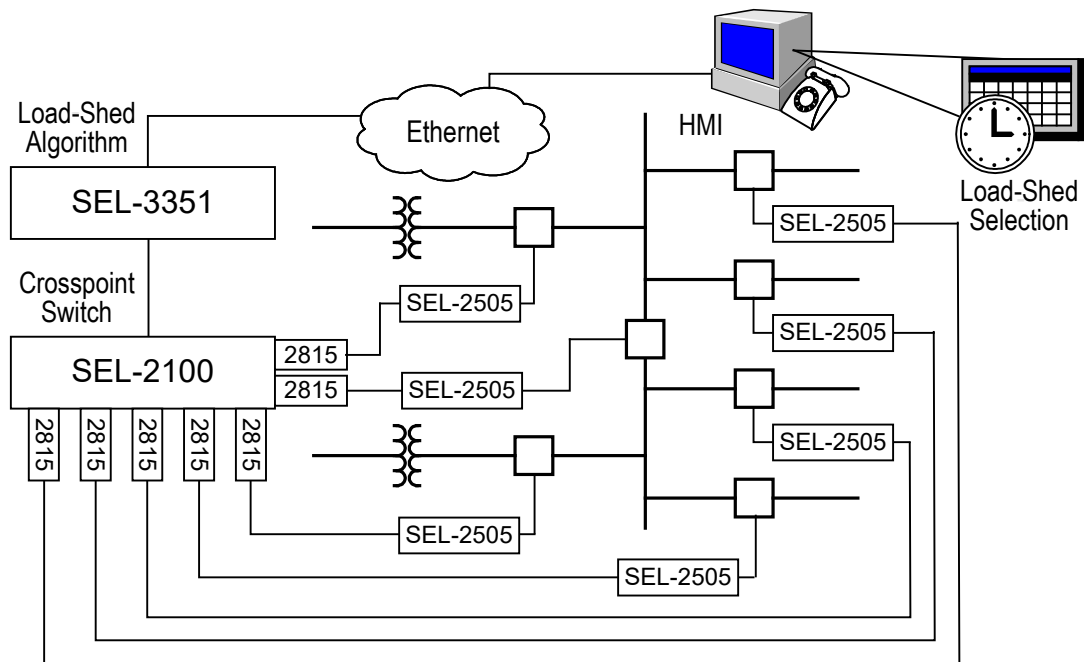 Load-Shed
Algorithm
Ethernet
HMI
SEL-3351
Load-Shed
Selection
SEL-2505
Crosspoint
Switch
SEL-2505
SEL-2505
SEL-2100
2815
2815
SEL-2505
2815
2815
2815
2815
2815
SEL-2505
SEL-2505
SEL-2505